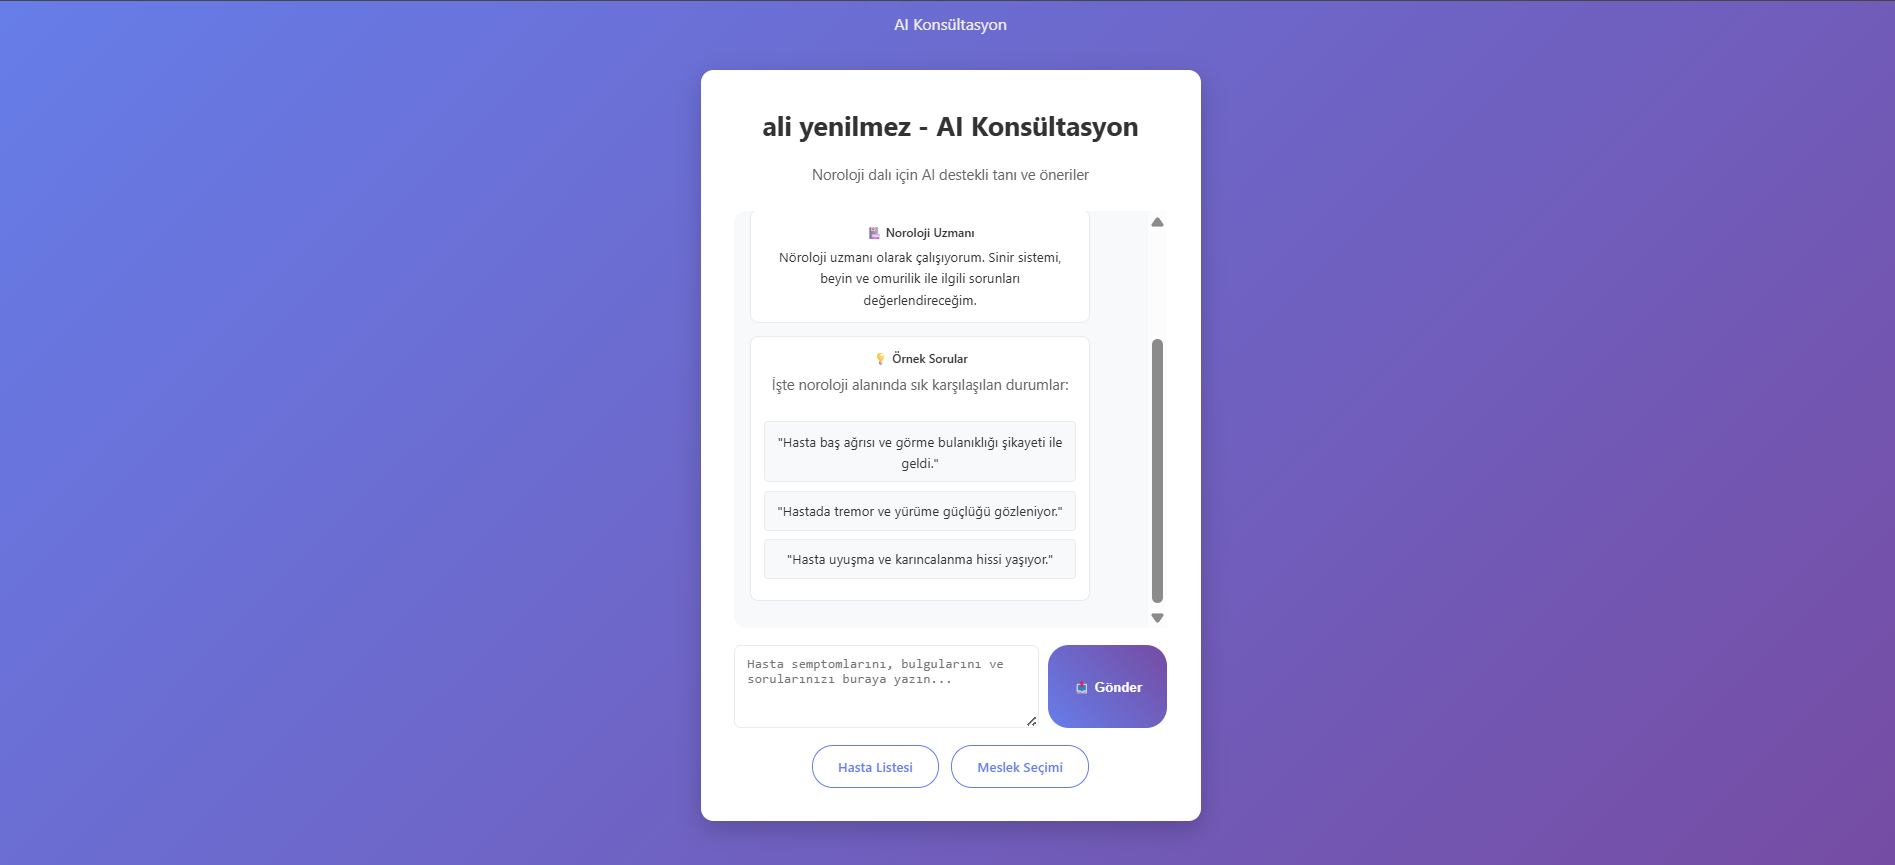 AI Konsültasyon
ali yenilmez - AI Konsültasyon
Noroloji dalı için AI destekli tanı ve öneriler
Noroloji Uzmanı
Nöroloji uzmanı olarak çalışıyorum. Sinir sistemi,
beyin ve omurilik ile ilgili sorunları
değerlendireceğim.
Örnek Sorular
İşte noroloji alanında sık karşılaşılan durumlar:
"Hasta baş ağrısı ve görme bulanıklığı şikayeti ile
geldi."
"Hastada tremor ve yürüme güçlüğü gözleniyor."
"Hasta uyuşma ve karıncalanma hissi yaşıyor."
Hasta semptomlarını, bulgularını ve
sorularınızı buraya yazın...
Gönder
Hasta Listesi
Meslek Seçimi